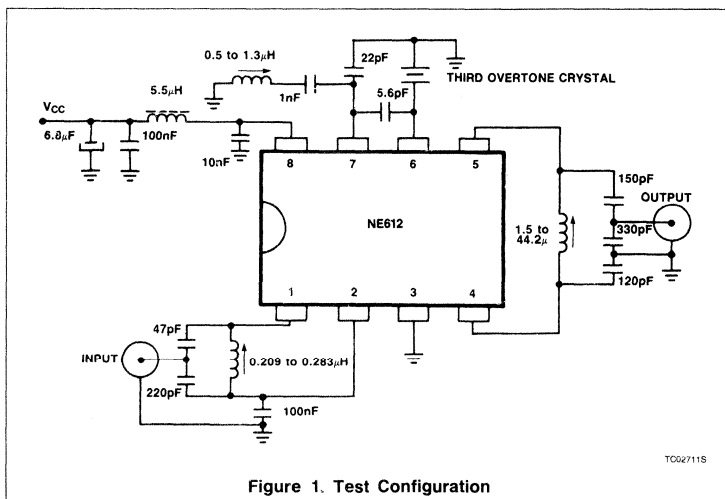 0.5 to 1.3µH
22pF
THIRD OVERTONE CRYSTAL
5.5µH
1nF
5.6pF
VCC
6.8µF
100nF
10nF
8
7
6
5
150pF
OUTPUT
NE612
1.5 to
44.2µ
330pF
120pF
1
2
3
4
47pF
INPUT
0.209 to 0.283µH
220pF
100nF
TC02711S
Figure 1. Test Configuration